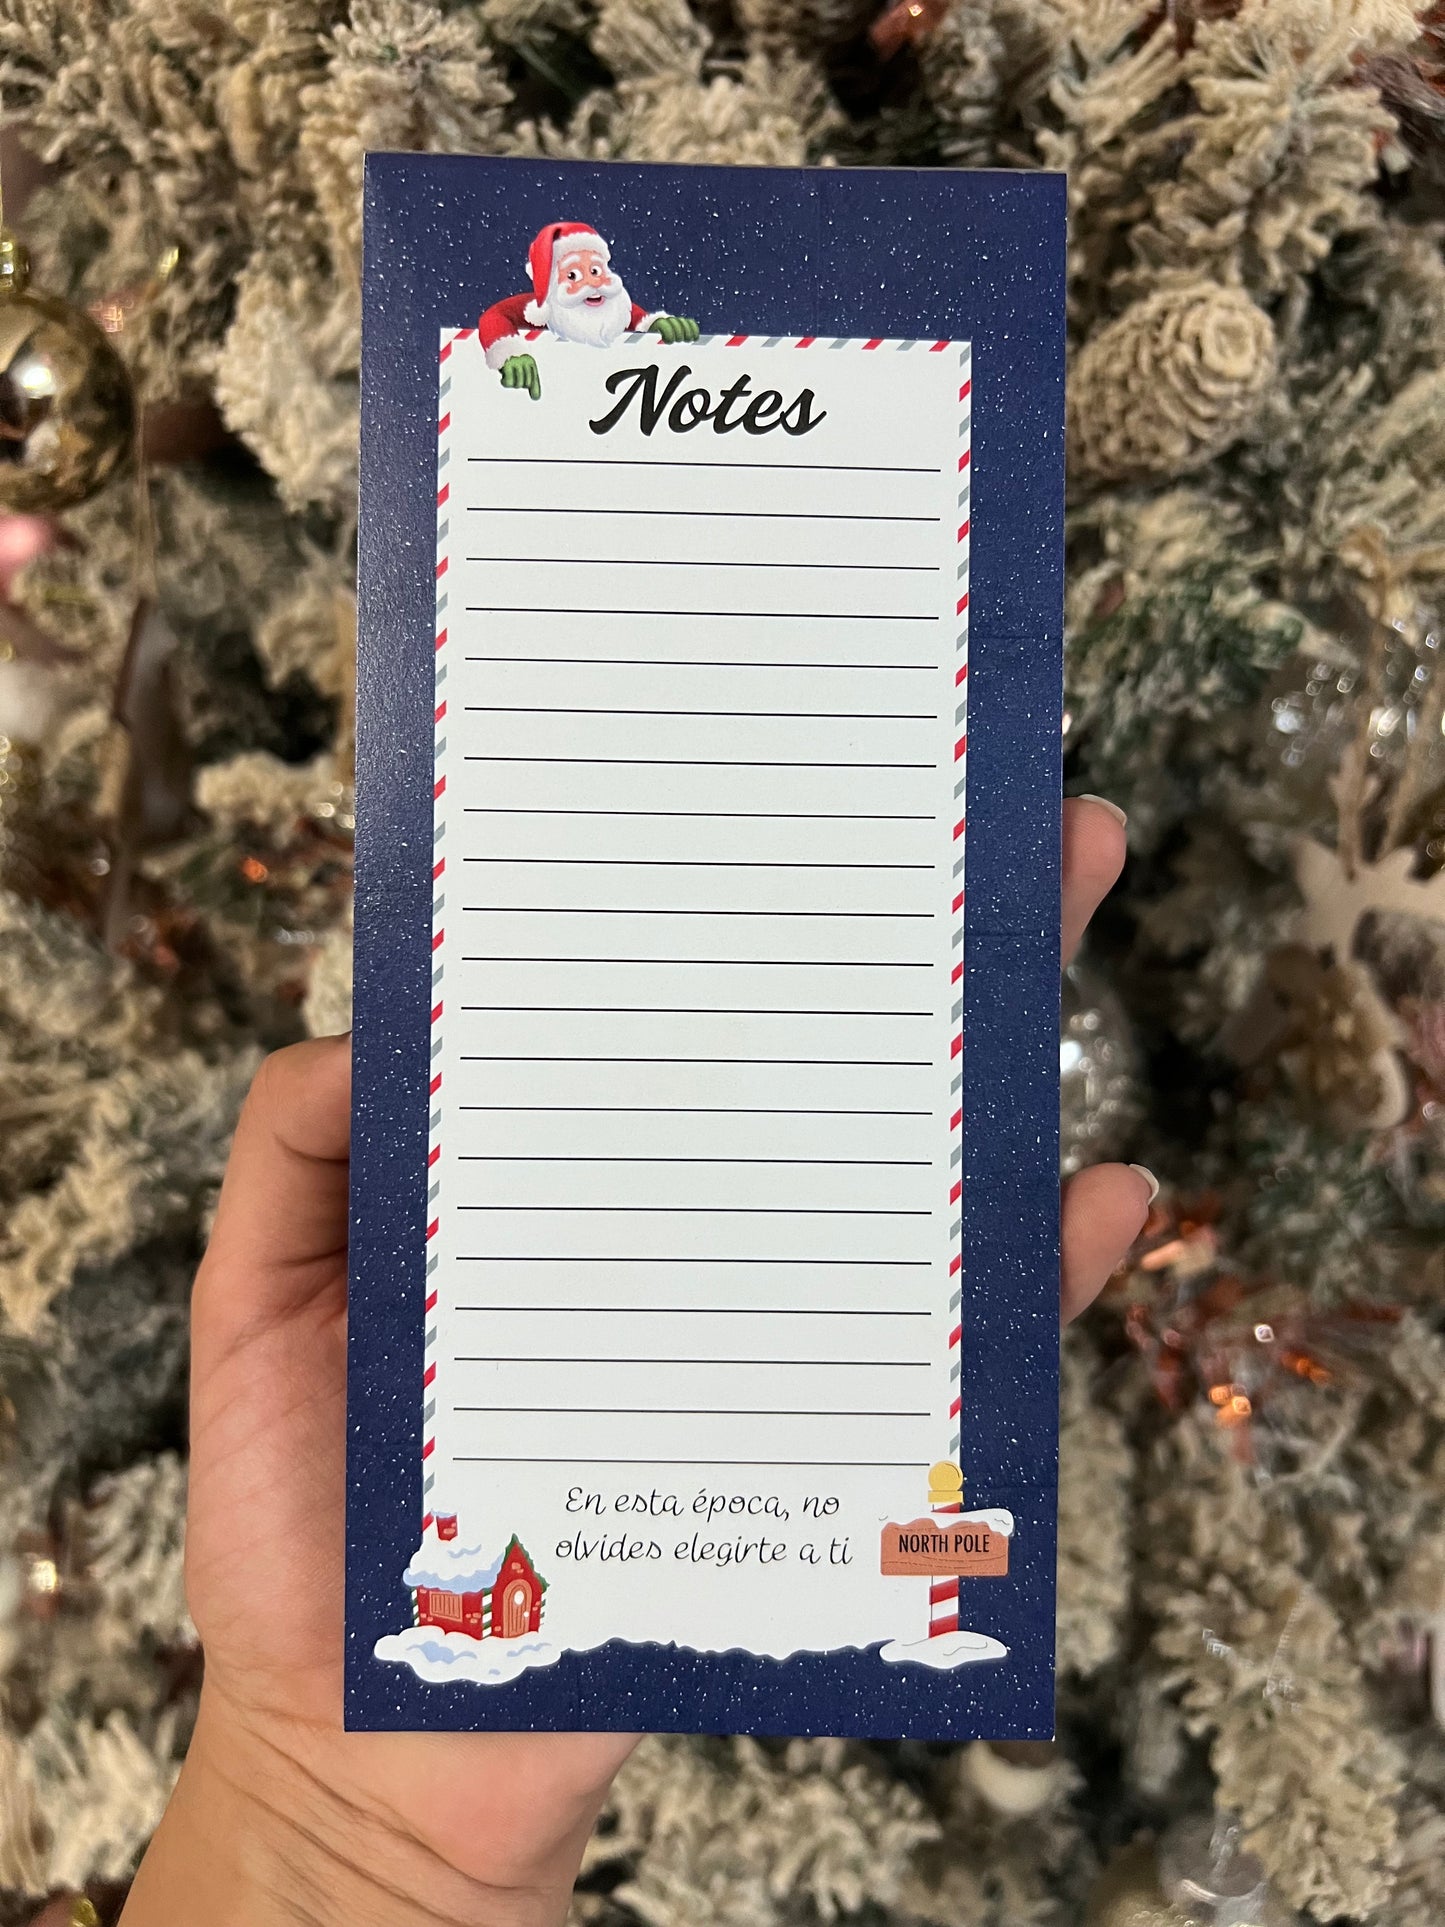 Notes
En esta época, no
olvides elegirte a ti
NORTH POLE